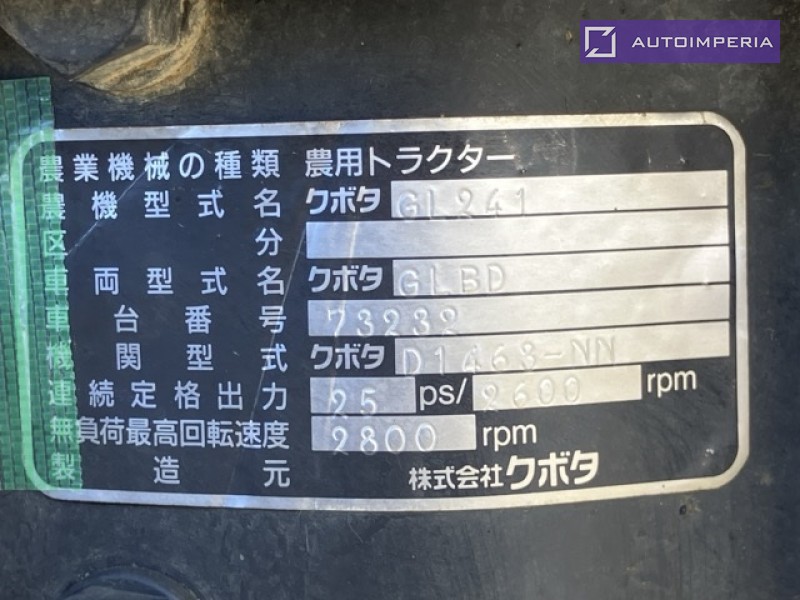 AUTOIMPERIA
農業機械の種類 農用トラクター
農機型式名 クボタ GL241
区分
車両型式名 クボタ GLBD
車台番号 73232
機関型式 クボタ D1463-NN
連続定格出力 25 ps/ 2600 rpm
無負荷最高回転速度 2800 rpm
製造元 株式会社クボタ